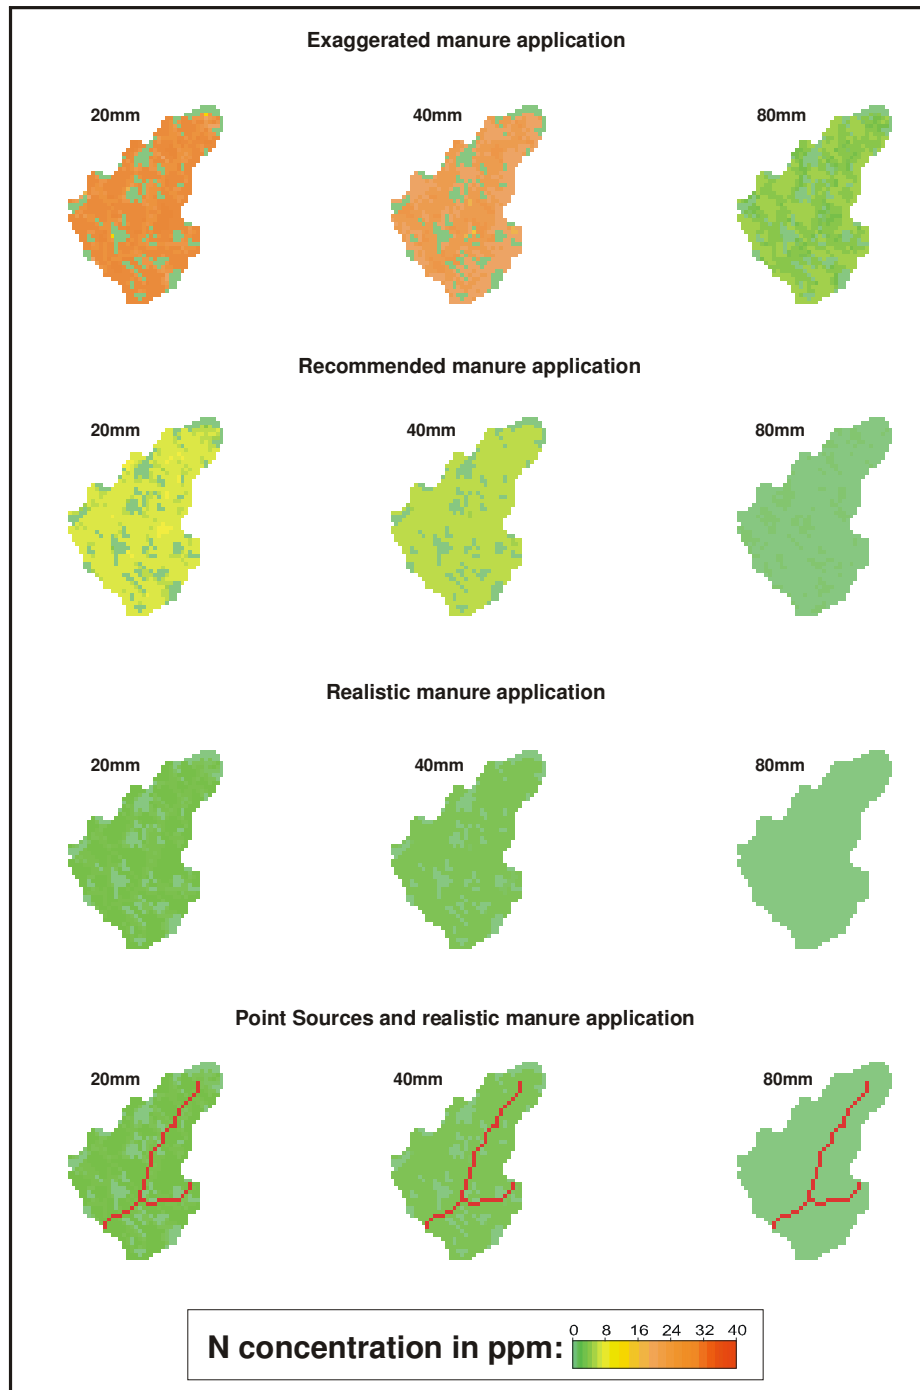 Exaggerated manure application
20mm 40mm 80mm
Recommended manure application
20mm 40mm 80mm
Realistic manure application
20mm 40mm 80mm
Point Sources and realistic manure application
20mm 40mm 80mm
0 8 16 24 32 40
N concentration in ppm: